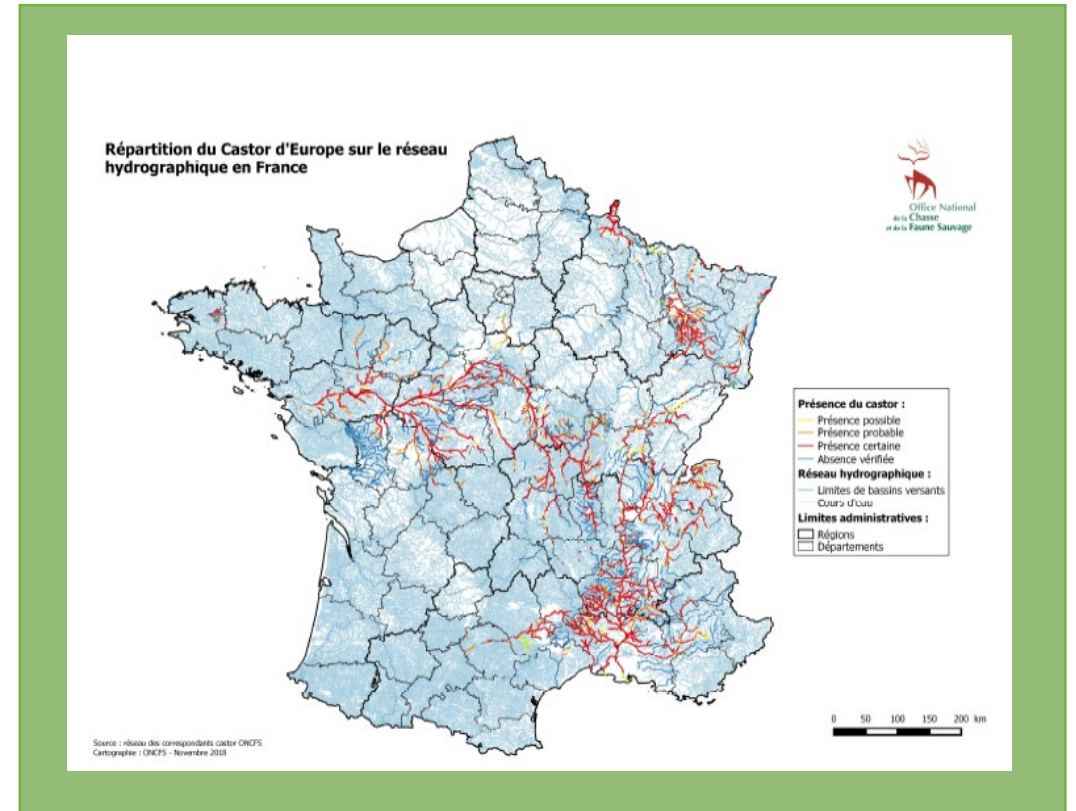 Répartition du Castor d'Europe sur le réseau
hydrographique en France
Office National
de la Chasse
et de la Faune Sauvage
Présence du castor :
Présence possible
Présence probable
Présence certaine
Absence vérifiée
Réseau hydrographique :
Limites de bassins versants
Cours d'eau
Limites administratives :
Régions
Départements
0 50 100 150 200 km
Source : réseau des correspondants castor ONCFS
Cartographie : ONCFS - Novembre 2018